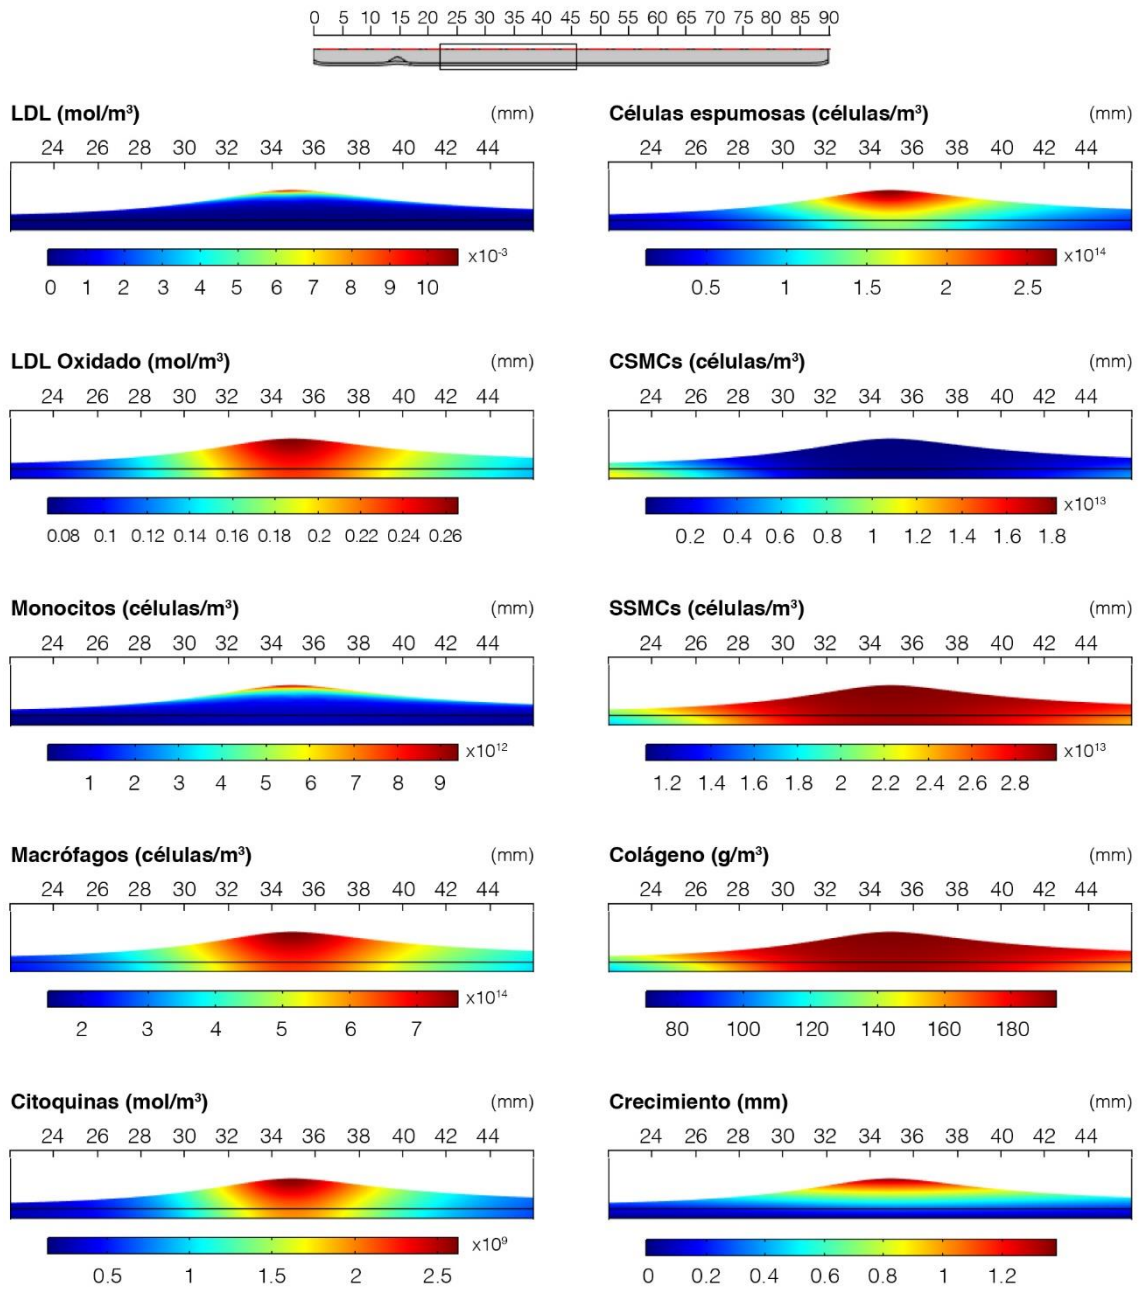 0 5 10 15 20 25 30 35 40 45 50 55 60 65 70 75 80 85 90
LDL (mol/m³) (mm)
24 26 28 30 32 34 36 38 40 42 44
x10⁻³
0 1 2 3 4 5 6 7 8 9 10
Células espumosas (células/m³) (mm)
24 26 28 30 32 34 36 38 40 42 44
x10¹⁴
0.5 1 1.5 2 2.5
LDL Oxidado (mol/m³) (mm)
24 26 28 30 32 34 36 38 40 42 44
0.08 0.1 0.12 0.14 0.16 0.18 0.2 0.22 0.24 0.26
CSMCs (células/m³) (mm)
24 26 28 30 32 34 36 38 40 42 44
x10¹³
0.2 0.4 0.6 0.8 1 1.2 1.4 1.6 1.8
Monocitos (células/m³) (mm)
24 26 28 30 32 34 36 38 40 42 44
x10¹²
1 2 3 4 5 6 7 8 9
SSMCs (células/m³) (mm)
24 26 28 30 32 34 36 38 40 42 44
x10¹³
1.2 1.4 1.6 1.8 2 2.2 2.4 2.6 2.8
Macrófagos (células/m³) (mm)
24 26 28 30 32 34 36 38 40 42 44
x10¹⁴
2 3 4 5 6 7
Colágeno (g/m³) (mm)
24 26 28 30 32 34 36 38 40 42 44
80 100 120 140 160 180
Citoquinas (mol/m³) (mm)
24 26 28 30 32 34 36 38 40 42 44
x10⁹
0.5 1 1.5 2 2.5
Crecimiento (mm) (mm)
24 26 28 30 32 34 36 38 40 42 44
0 0.2 0.4 0.6 0.8 1 1.2